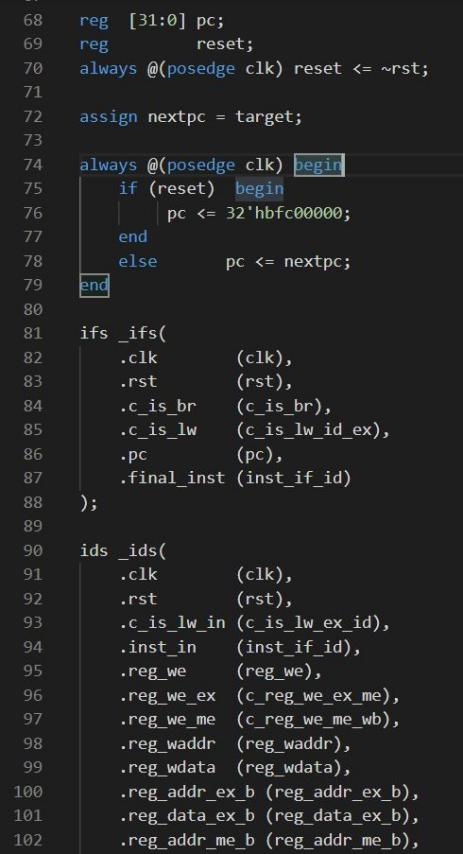 68 reg [31:0] pc;
69 reg reset;
70 always @(posedge clk) reset <= ~rst;
71
72 assign nextpc = target;
73
74 always @(posedge clk) begin
75 if (reset) begin
76 pc <= 32'hbfc00000;
77 end
78 else pc <= nextpc;
79 end
80
81 ifs _ifs(
82 .clk (clk),
83 .rst (rst),
84 .c_is_br (c_is_br),
85 .c_is_lw (c_is_lw_id_ex),
86 .pc (pc),
87 .final_inst (inst_if_id)
88 );
89
90 ids _ids(
91 .clk (clk),
92 .rst (rst),
93 .c_is_lw_in (c_is_lw_ex_id),
94 .inst_in (inst_if_id),
95 .reg_we (reg_we),
96 .reg_we_ex (c_reg_we_ex_me),
97 .reg_we_me (c_reg_we_me_wb),
98 .reg_waddr (reg_waddr),
99 .reg_wdata (reg_wdata),
100 .reg_addr_ex_b (reg_addr_ex_b),
101 .reg_data_ex_b (reg_data_ex_b),
102 .reg_addr_me_b (reg_addr_me_b),